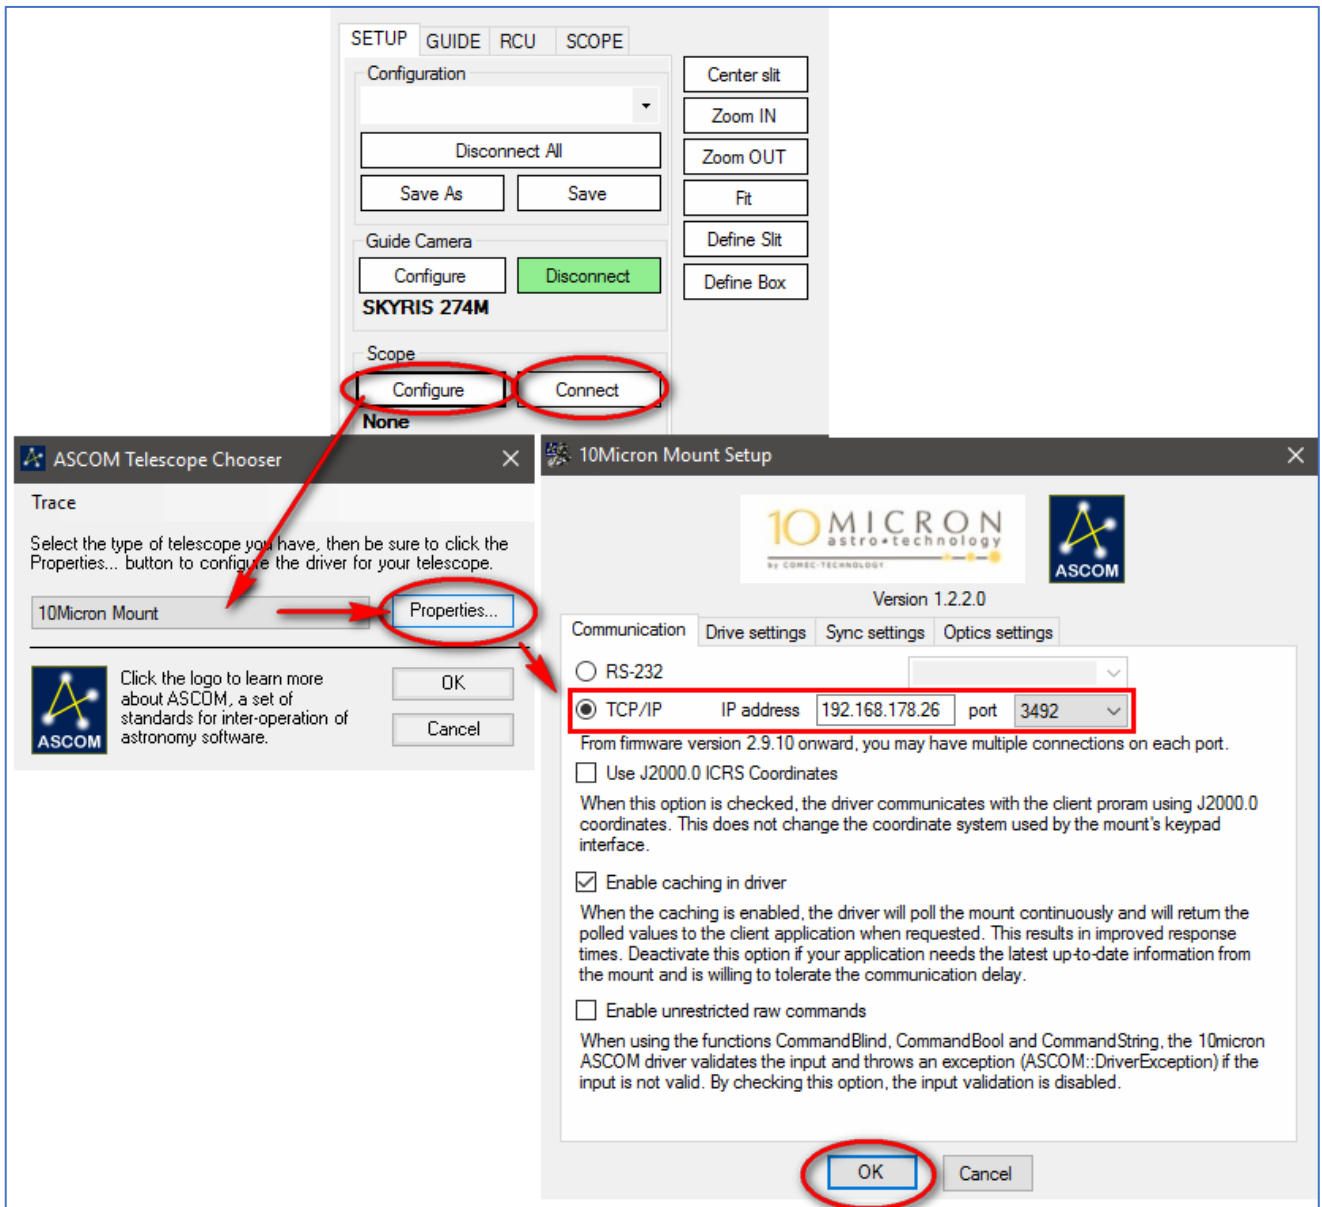 SETUP GUIDE RCU SCOPE
Configuration
Disconnect All
Save As Save
Guide Camera
Configure Disconnect
SKYRIS 274M
Scope
Configure Connect
None
Center slit
Zoom IN
Zoom OUT
Fit
Define Slit
Define Box
ASCOM Telescope Chooser
Trace
Select the type of telescope you have, then be sure to click the
Properties... button to configure the driver for your telescope.
10Micron Mount Properties...
Click the logo to learn more
about ASCOM, a set of
standards for inter-operation of
astronomy software.
ASCOM
OK
Cancel
10Micron Mount Setup
10 MICRON
astro•technology
by COMEC-TECHNOLOGY
ASCOM
Version 1.2.2.0
Communication Drive settings Sync settings Optics settings
RS-232
TCP/IP IP address 192.168.178.26 port 3492
From firmware version 2.9.10 onward, you may have multiple connections on each port.
Use J2000.0 ICRS Coordinates
When this option is checked, the driver communicates with the client proram using J2000.0
coordinates. This does not change the coordinate system used by the mount's keypad
interface.
Enable caching in driver
When the caching is enabled, the driver will poll the mount continuously and will return the
polled values to the client application when requested. This results in improved response
times. Deactivate this option if your application needs the latest up-to-date information from
the mount and is willing to tolerate the communication delay.
Enable unrestricted raw commands
When using the functions CommandBlind, CommandBool and CommandString, the 10micron
ASCOM driver validates the input and throws an exception (ASCOM::DriverException) if the
input is not valid. By checking this option, the input validation is disabled.
OK Cancel